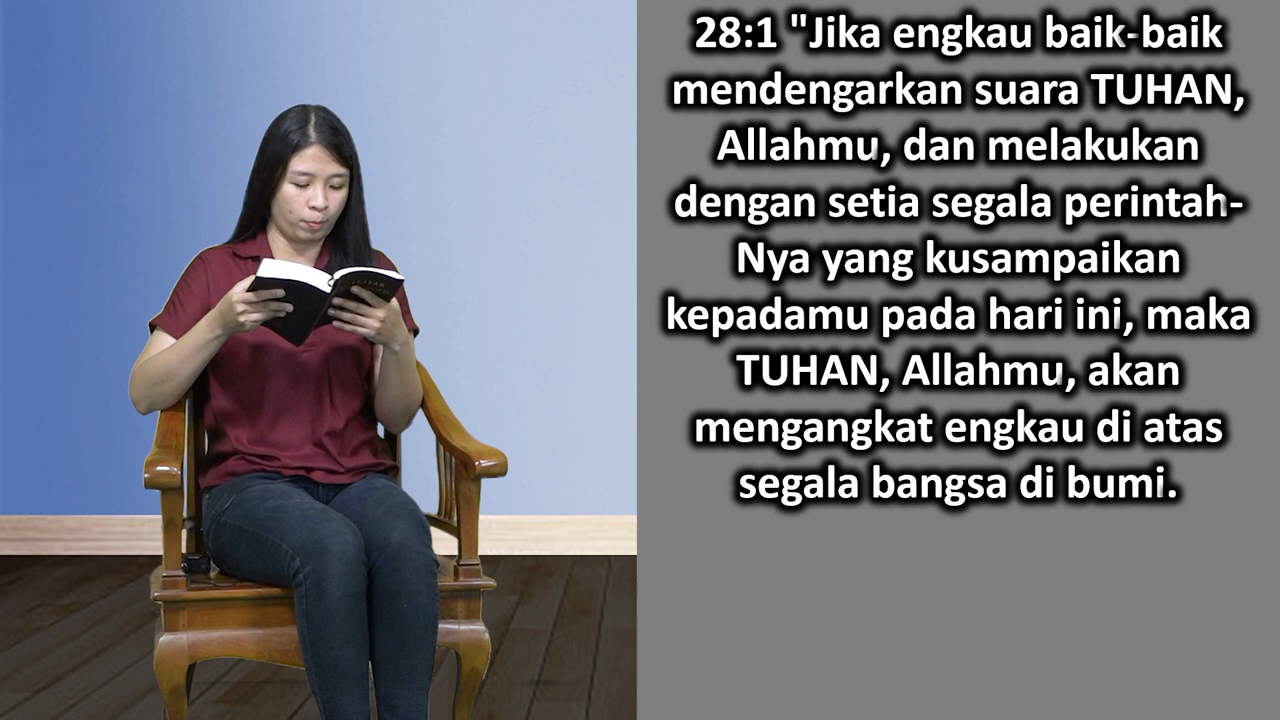 28:1 "Jika engkau baik-baik
mendengarkan suara TUHAN,
Allahmu, dan melakukan
dengan setia segala perintah-
Nya yang kusampaikan
kepadamu pada hari ini, maka
TUHAN, Allahmu, akan
mengangkat engkau di atas
segala bangsa di bumi.